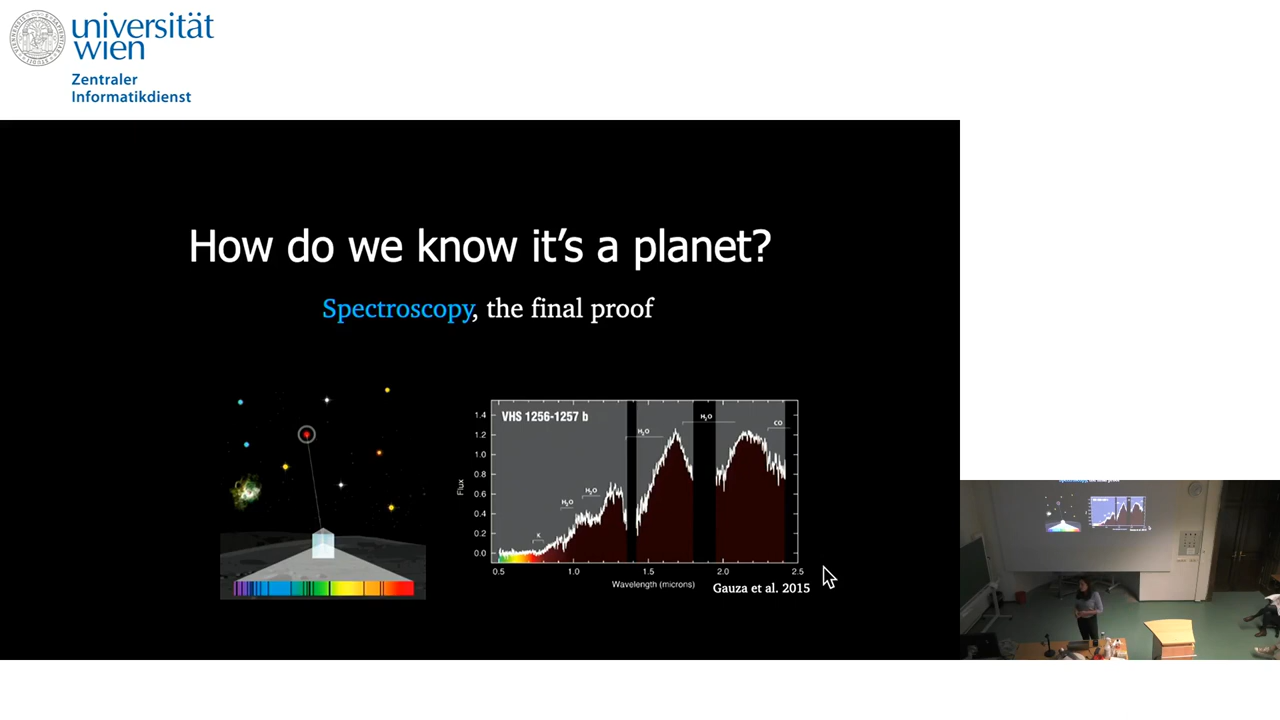 universität
wien
Zentraler
Informatikdienst
How do we know it's a planet?
Spectroscopy, the final proof
VHS 1256-1257 b
H₂O
H₂O
CO
H₂O
H₂O
K
Flux
1.4
1.2
1.0
0.8
0.6
0.4
0.2
0.0
0.5 1.0 1.5 2.0 2.5
Wavelength (microns)
Gauza et al. 2015